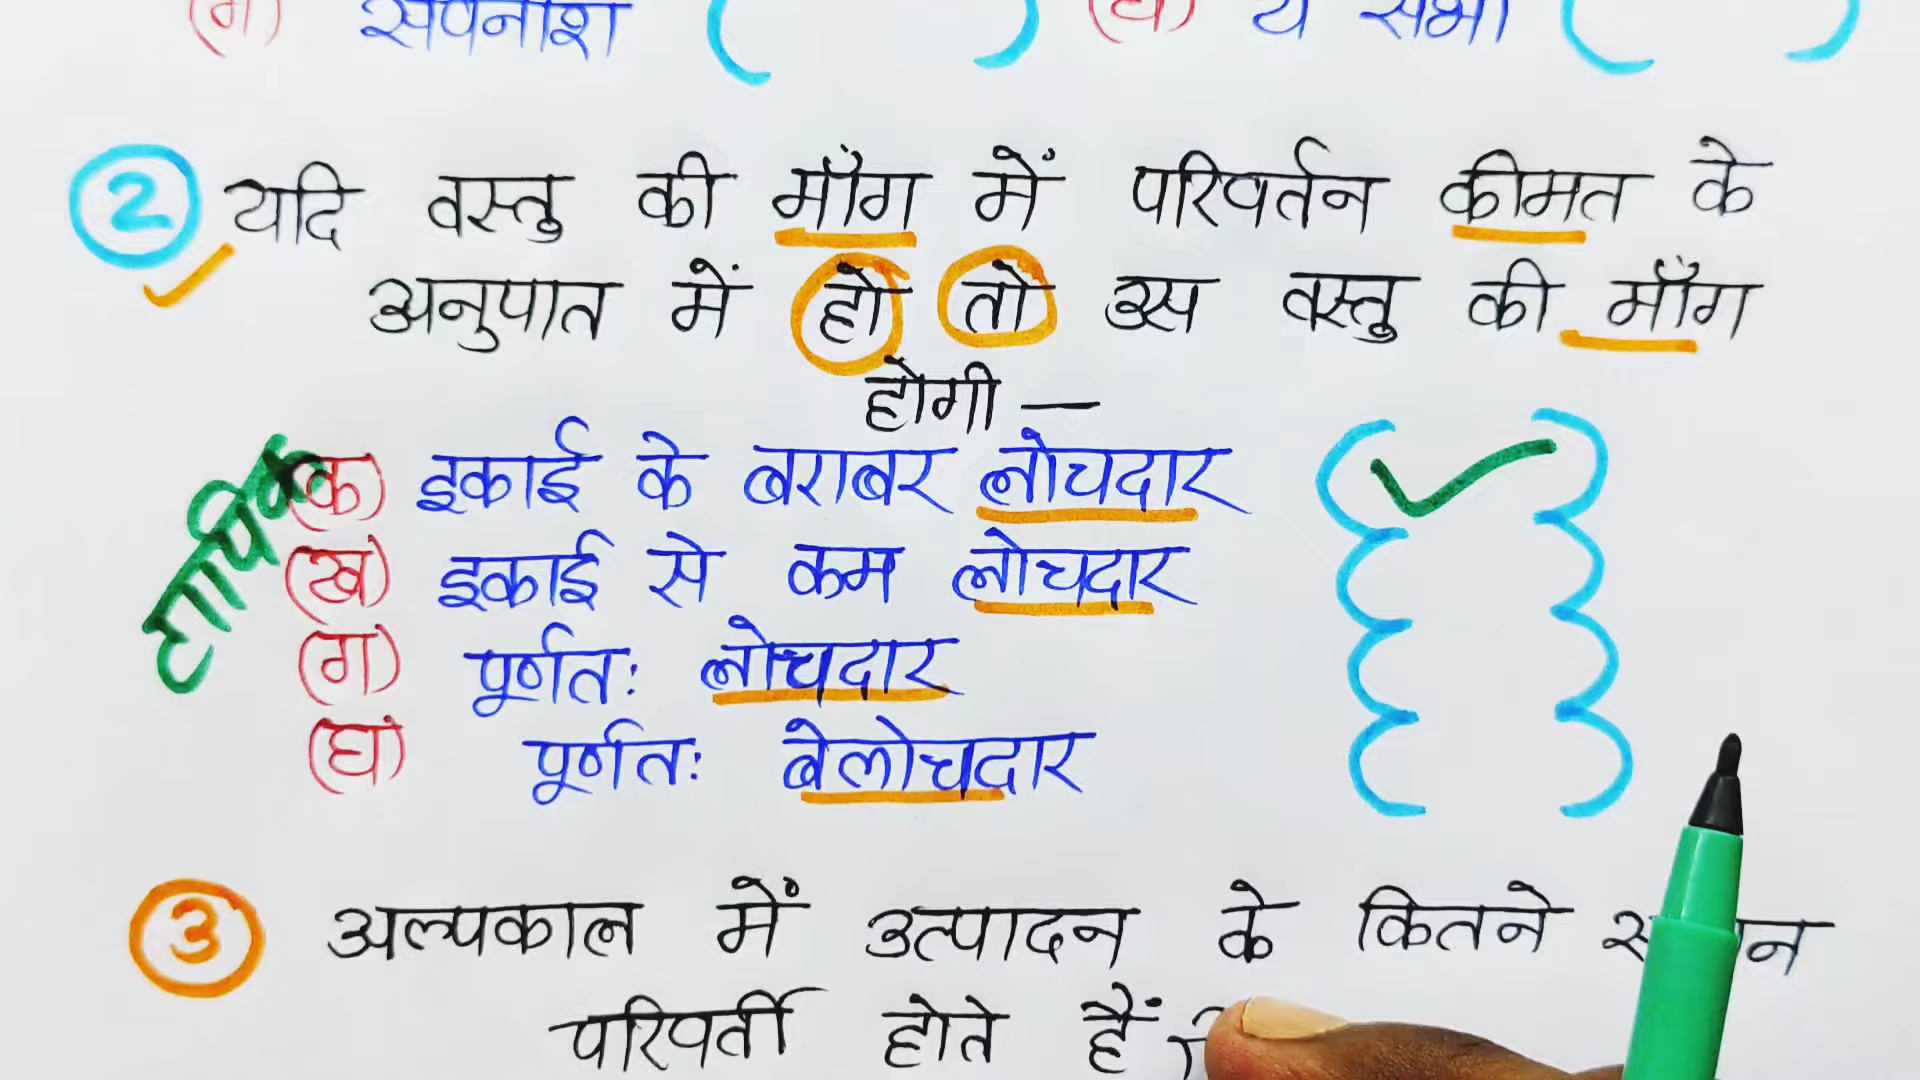 (ग) सीपनाश ( ) (घ) ये सभी ( )
2 यदि वस्तु की माँग में परिवर्तन कीमत के
अनुपात में हो तो उस वस्तु की माँग
होगी —
(क) इकाई के बराबर लोचदार
(ख) इकाई से कम लोचदार
(ग) पूर्णतः लोचदार
(घ) पूर्णतः बेलोचदार
3 अल्पकाल में उत्पादन के कितने
परिवर्ती होते हैं